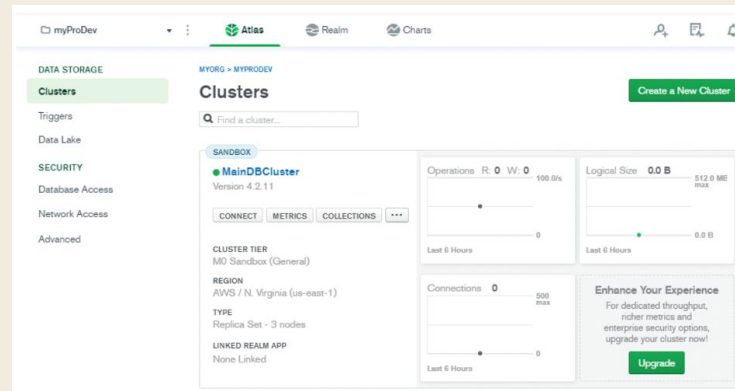 myProDev
Atlas
Realm
Charts
DATA STORAGE
Clusters
Triggers
Data Lake
SECURITY
Database Access
Network Access
Advanced
MYORG > MYPRODEV
Clusters
Create a New Cluster
Find a cluster...
SANDBOX
MainDBCluster
Version 4.2.11
CONNECT METRICS COLLECTIONS ...
CLUSTER TIER
M0 Sandbox (General)
REGION
AWS / N. Virginia (us-east-1)
TYPE
Replica Set - 3 nodes
LINKED REALM APP
None Linked
Operations R: 0 W: 0
100.0/s
0
Last 6 Hours
Logical Size 0.0 B
512.0 MB
max
0.0 B
Last 6 Hours
Connections 0
500
max
0
Last 6 Hours
Enhance Your Experience
For dedicated throughput,
richer metrics and
enterprise security options,
upgrade your cluster now!
Upgrade